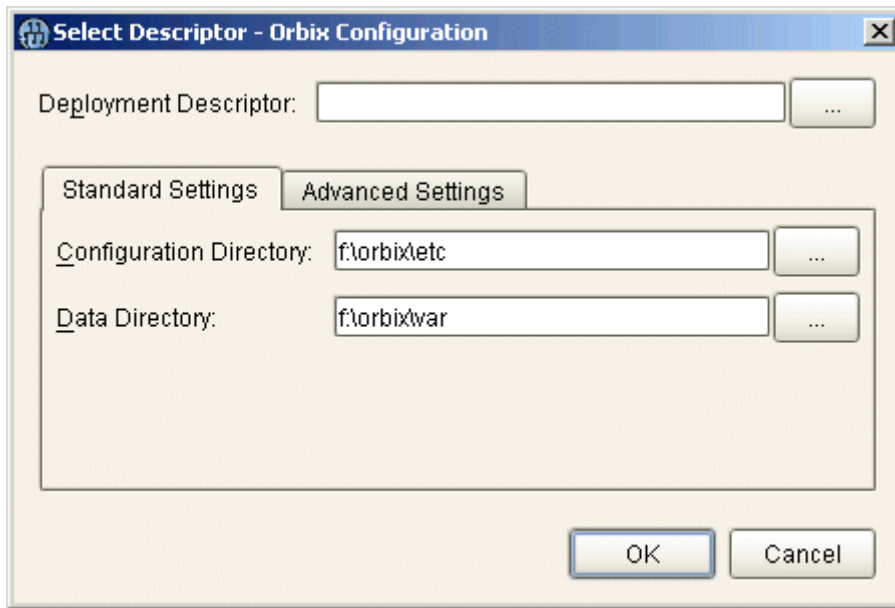 Select Descriptor - Orbix Configuration
Deployment Descriptor: ...
Standard Settings Advanced Settings
Configuration Directory: f:\orbix\etc ...
Data Directory: f:\orbix\var ...
OK Cancel